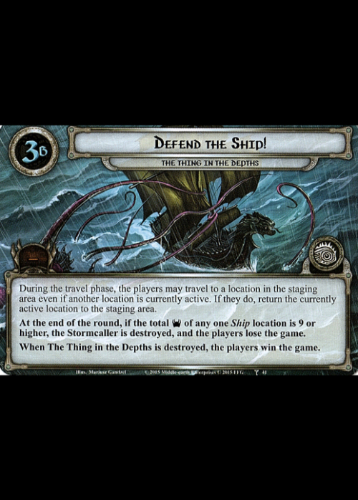 3B
DEFEND THE SHIP!
THE THING IN THE DEPTHS
During the travel phase, the players may travel to a location in the staging
area even if another location is currently active. If they do, return the currently
active location to the staging area.
At the end of the round, if the total of any one Ship location is 9 or
higher, the Stormcaller is destroyed, and the players lose the game.
When The Thing in the Depths is destroyed, the players win the game.